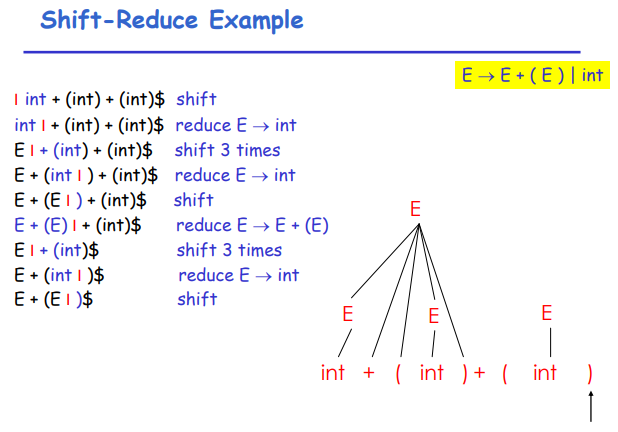 Shift-Reduce Example
E → E + ( E ) | int
I int + (int) + (int)$ shift
int I + (int) + (int)$ reduce E → int
E I + (int) + (int)$ shift 3 times
E + (int I ) + (int)$ reduce E → int
E + (E I ) + (int)$ shift
E + (E) I + (int)$ reduce E → E + (E)
E I + (int)$ shift 3 times
E + (int I )$ reduce E → int
E + (E I )$ shift
E
E E E
int + ( int ) + ( int )